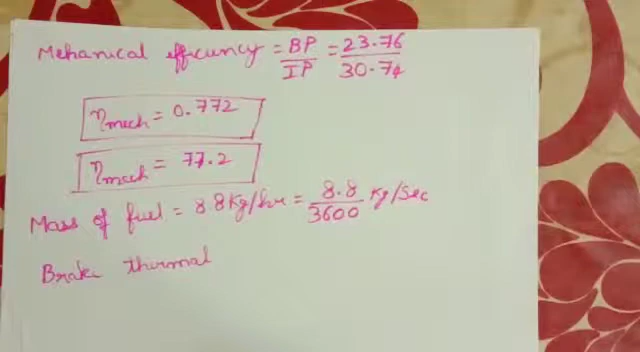 Mehanical efficiency = BP/IP = 23.76/30.74
ηmech = 0.772
ηmech = 77.2
Mass of fuel = 8.8 Kg/hr = 8.8/3600 Kg/sec
Brake thermal